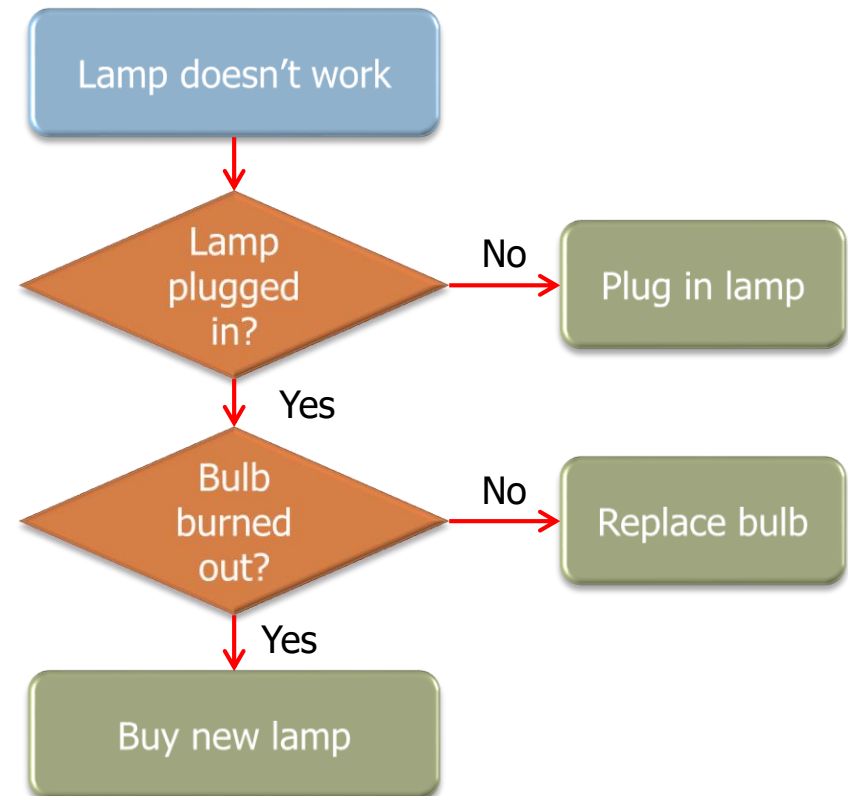 Lamp doesn’t work
Lamp
plugged
in?
No
Plug in lamp
Yes
Bulb
burned
out?
No
Replace bulb
Yes
Buy new lamp